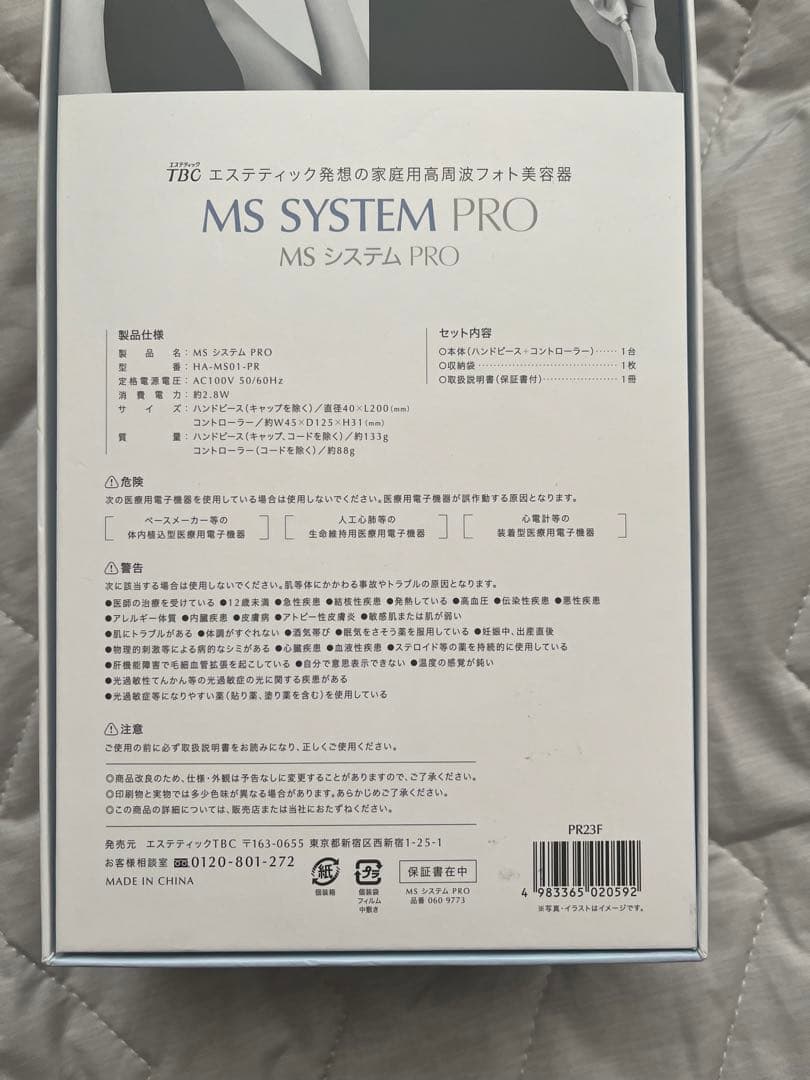 エステティック
TBC エステティック発想の家庭用高周波フォト美容器
MS SYSTEM PRO
MS システム PRO
製品仕様
製品名：MS システム PRO
型番：HA-MS01-PR
定格電源電圧：AC100V 50/60Hz
消費電力：約2.8W
サイズ：ハンドピース（キャップを除く）／直径40×L200(mm)
コントローラー／約W45×D125×H31(mm)
質量：ハンドピース（キャップ、コードを除く）／約133g
コントローラー（コードを除く）／約88g
セット内容
○本体（ハンドピース＋コントローラー）…… 1台
○収納袋…………………………………… 1枚
○取扱説明書（保証書付）………………… 1冊
⚠危険
次の医療用電子機器を使用している場合は使用しないでください。医療用電子機器が誤作動する原因となります。
ペースメーカー等の
体内植込型医療用電子機器
人工心肺等の
生命維持用医療用電子機器
心電計等の
装着型医療用電子機器
⚠警告
次に該当する場合は使用しないでください。肌等体にかかわる事故やトラブルの原因となります。
●医師の治療を受けている ●12歳未満 ●急性疾患 ●結核性疾患 ●発熱している ●高血圧 ●伝染性疾患 ●悪性疾患
●アレルギー体質 ●内臓疾患 ●皮膚病 ●アトピー性皮膚炎 ●敏感肌または肌が弱い
●肌にトラブルがある ●体調がすぐれない ●酒気帯び ●眠気をさそう薬を服用している ●妊娠中、出産直後
●物理的刺激等による病的なシミがある ●心臓疾患 ●血液性疾患 ●ステロイド等の薬を持続的に使用している
●肝機能障害で毛細血管拡張を起こしている ●自分で意思表示できない ●温度の感覚が鈍い
●光過敏性てんかん等の光過敏症の光に関する疾患がある
●光過敏症等になりやすい薬（貼り薬、塗り薬を含む）を使用している
⚠注意
ご使用の前に必ず取扱説明書をお読みになり、正しくご使用ください。
◎商品改良のため、仕様・外観は予告なしに変更することがありますので、ご了承ください。
◎印刷物と実物では多少色味が異なる場合があります。あらかじめご了承ください。
◎この商品の詳細については、販売店または当社におたずねください。
発売元 エステティックTBC 〒163-0655 東京都新宿区西新宿1-25-1
お客様相談室 0120-801-272
MADE IN CHINA
紙
個装箱
プラ
個装袋
フィルム
中敷き
保証書在中
MS システム PRO
品番 060 9773
PR23F
4 983365 020592
※写真・イラストはイメージです。